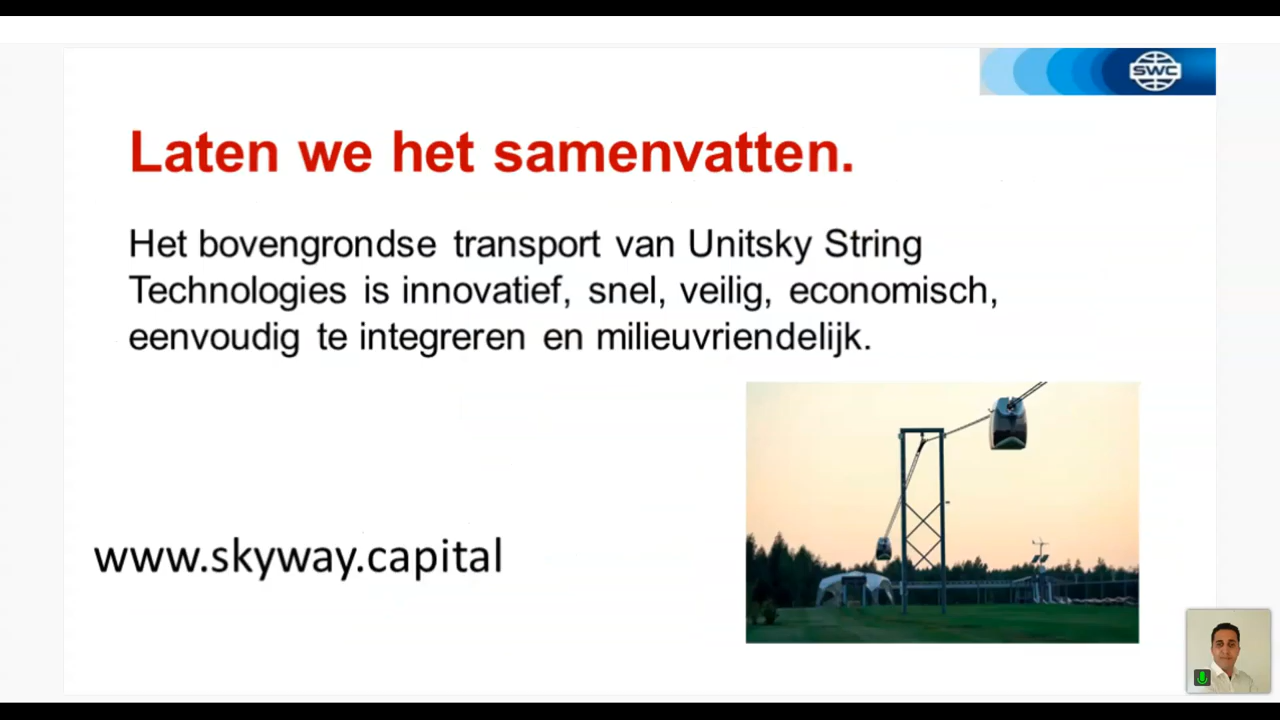 SWC
Laten we het samenvatten.
Het bovengrondse transport van Unitsky String
Technologies is innovatief, snel, veilig, economisch,
eenvoudig te integreren en milieuvriendelijk.
www.skyway.capital